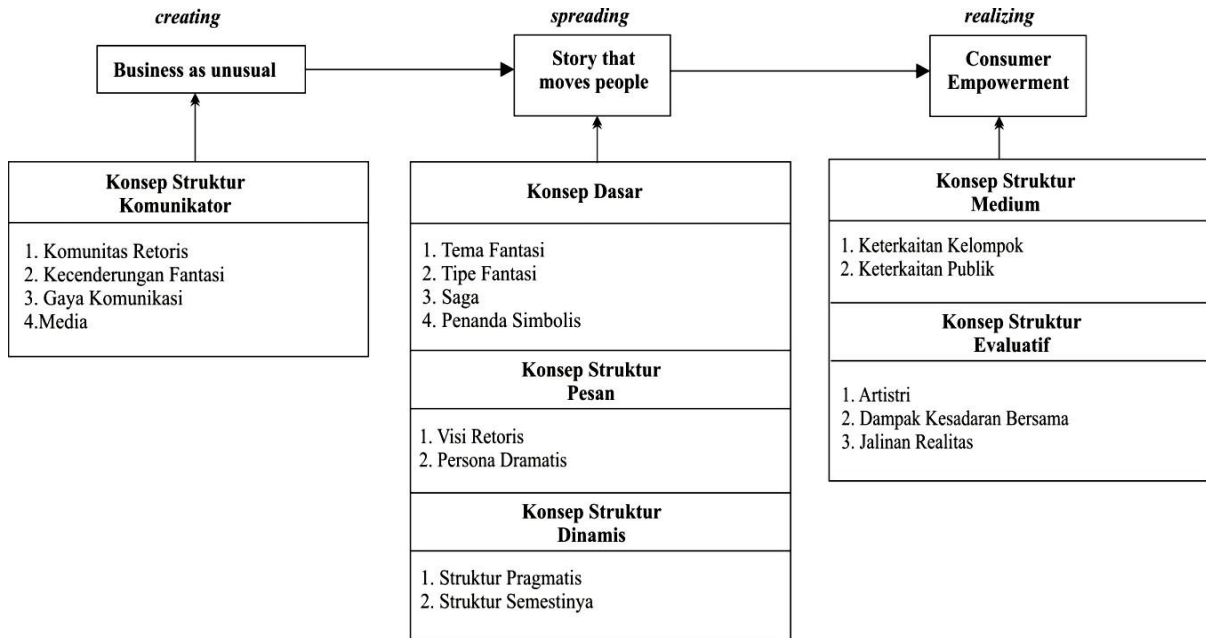 creating
spreading
realizing
Business as unusual
Story that
moves people
Consumer
Empowerment
Konsep Struktur
Komunikator
1. Komunitas Retoris
2. Kecenderungan Fantasi
3. Gaya Komunikasi
4.Media
Konsep Dasar
1. Tema Fantasi
2. Tipe Fantasi
3. Saga
4. Penanda Simbolis
Konsep Struktur
Pesan
1. Visi Retoris
2. Persona Dramatis
Konsep Struktur
Dinamis
1. Struktur Pragmatis
2. Struktur Semestinya
Konsep Struktur
Medium
1. Keterkaitan Kelompok
2. Keterkaitan Publik
Konsep Struktur
Evaluatif
1. Artistri
2. Dampak Kesadaran Bersama
3. Jalinan Realitas